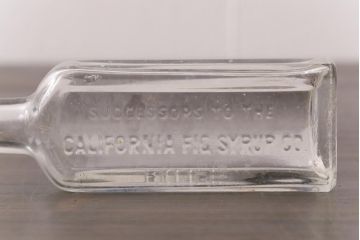 SUCCESSORS TO THE
CALIFORNIA FIG SYRUP CO.